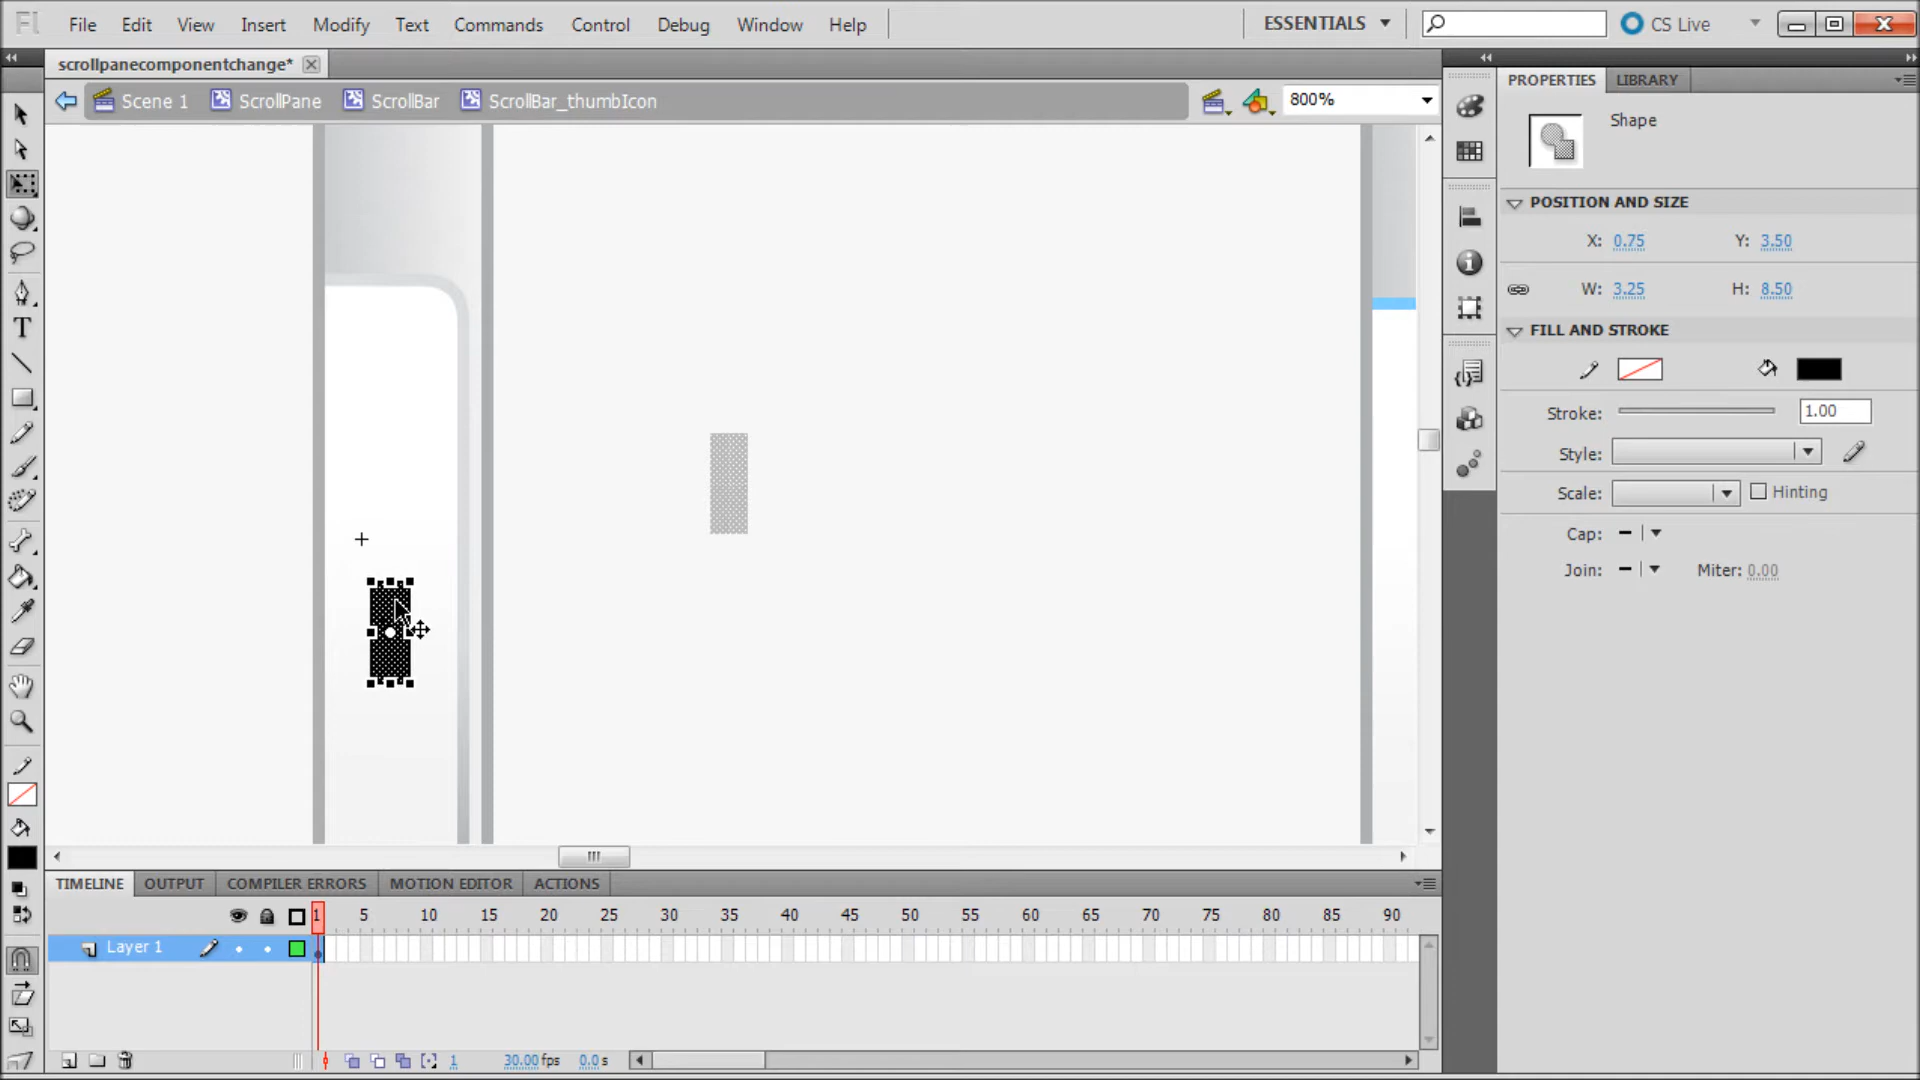 Fl File Edit View Insert Modify Text Commands Control Debug Window Help ESSENTIALS CS Live
scrollpanecomponentchange*
Scene 1 ScrollPane ScrollBar ScrollBar_thumbIcon 800%
PROPERTIES LIBRARY
Shape
POSITION AND SIZE
X: 0.75 Y: 3.50
W: 3.25 H: 8.50
FILL AND STROKE
Stroke: 1.00
Style:
Scale: Hinting
Cap:
Join: Miter: 0.00
TIMELINE OUTPUT COMPILER ERRORS MOTION EDITOR ACTIONS
1 5 10 15 20 25 30 35 40 45 50 55 60 65 70 75 80 85 90
Layer 1
1 30.00 fps 0.0 s